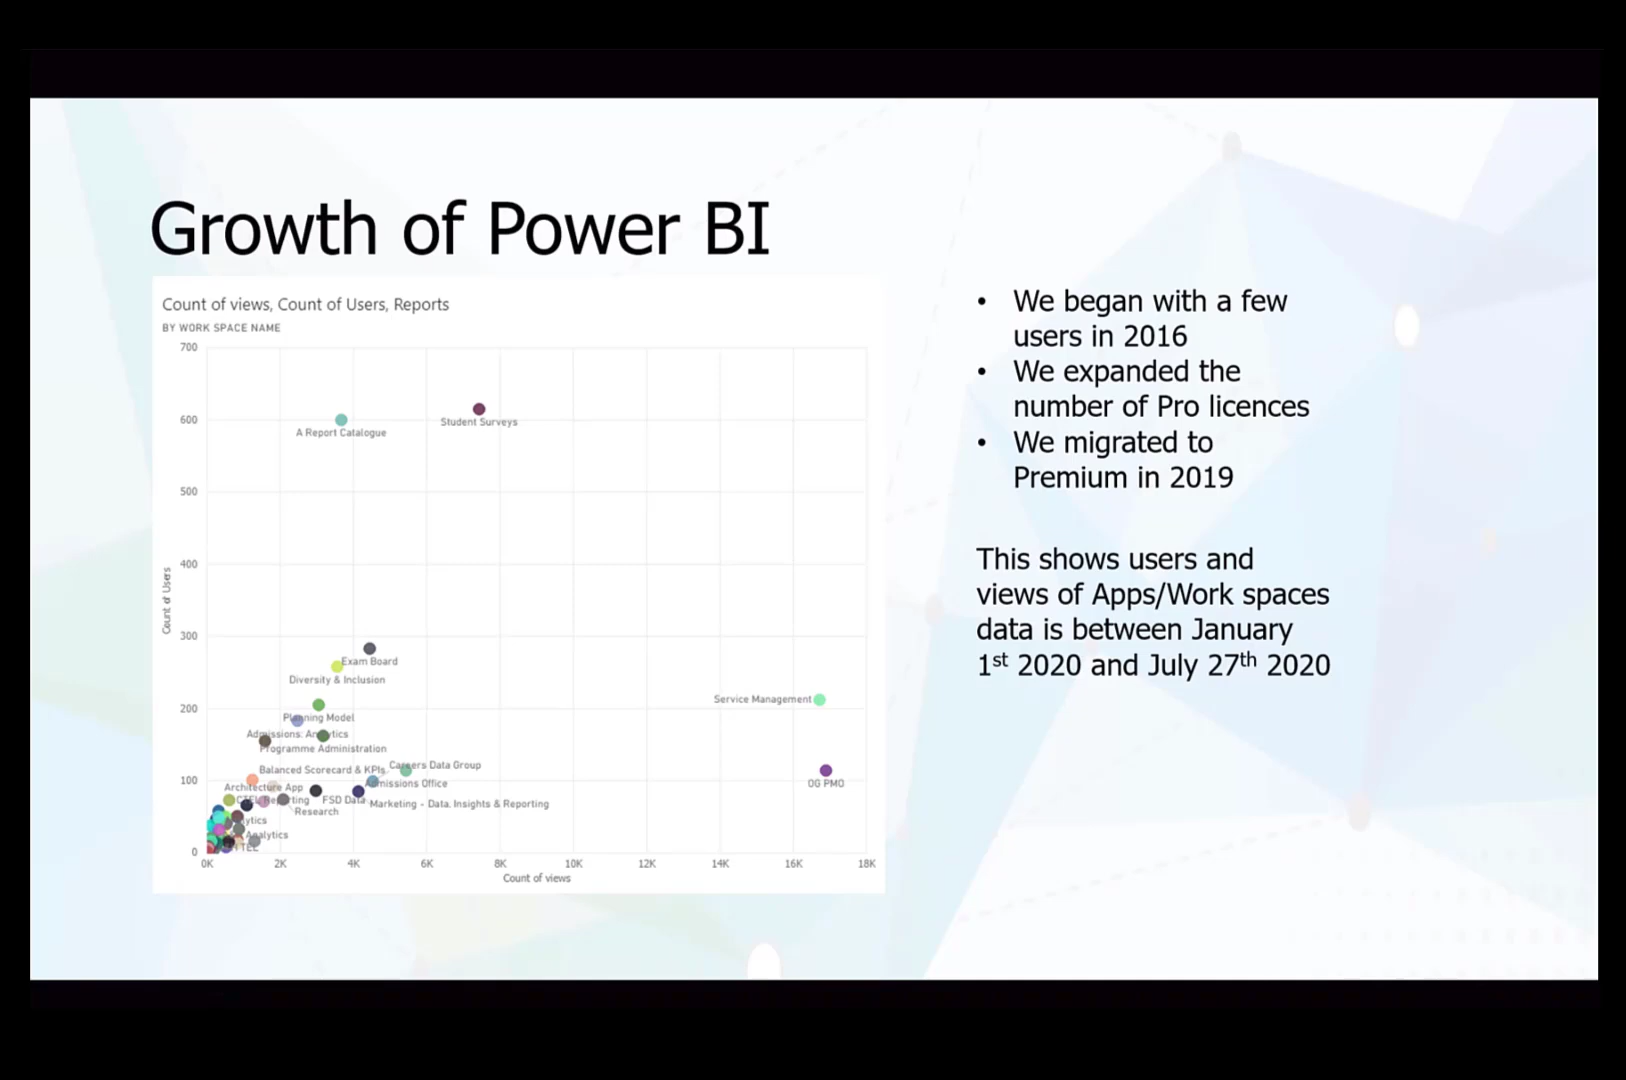 Growth of Power BI
Count of views, Count of Users, Reports
BY WORK SPACE NAME
700
600
500
400
300
200
100
0
Count of Users
A Report Catalogue
Student Surveys
Exam Board
Diversity & Inclusion
Service Management
Planning Model
Admissions: Analytics
Programme Administration
Careers Data Group
Balanced Scorecard & KPIs
Admissions Office
OG PMO
Architecture App
FSD Data
Marketing - Data, Insights & Reporting
Research
Analytics
0K
2K
4K
6K
8K
10K
12K
14K
16K
18K
Count of views
• We began with a few
users in 2016
• We expanded the
number of Pro licences
• We migrated to
Premium in 2019
This shows users and
views of Apps/Work spaces
data is between January
1st 2020 and July 27th 2020